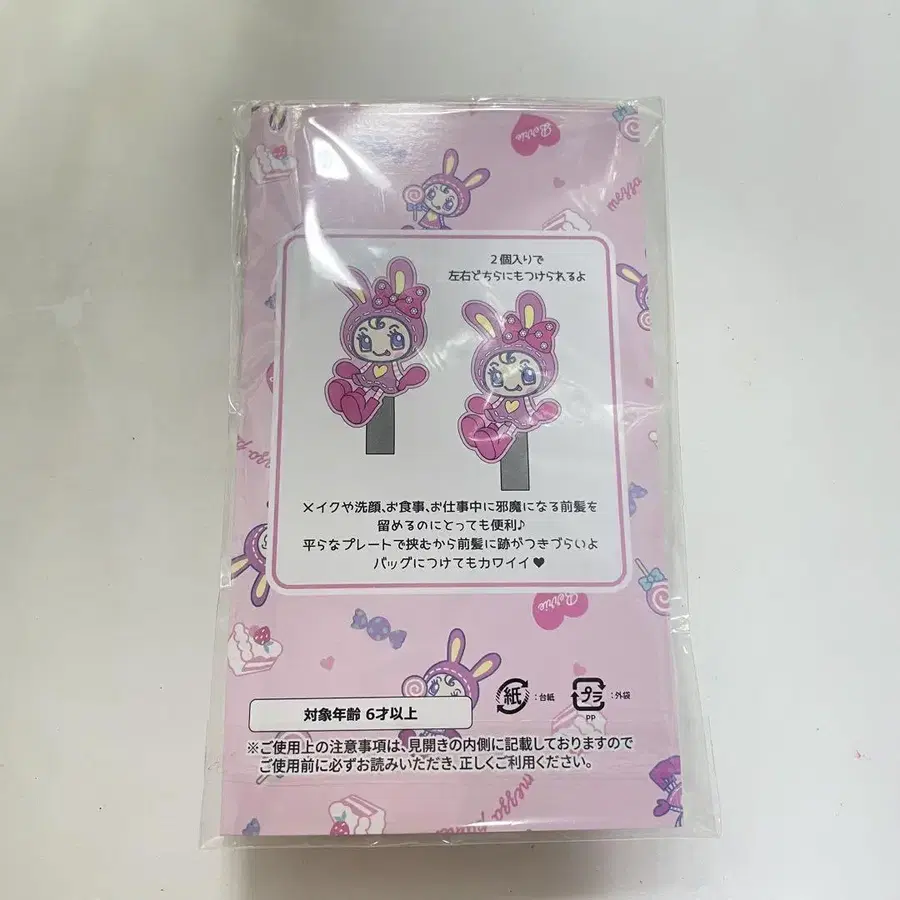 Berrie
mezzo
2個入りで
左右どちらにもつけられるよ
メイクや洗顔、お食事、お仕事中に邪魔になる前髪を
留めるのにとっても便利♪
平らなプレートで挟むから前髪に跡がつきづらいよ
バッグにつけてもカワイイ♥
Berrie
紙 :台紙
プラ :外袋
PP
対象年齢 6才以上
※ご使用上の注意事項は、見開きの内側に記載しておりますので
ご使用前に必ずお読みいただき、正しくご利用ください。
mezzo